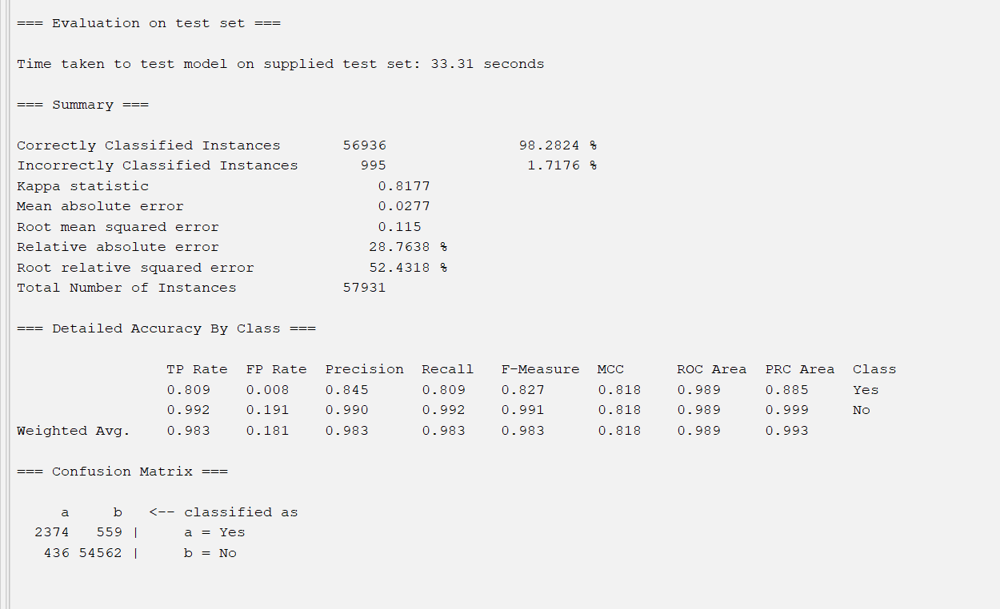 === Evaluation on test set ===
Time taken to test model on supplied test set: 33.31 seconds
=== Summary ===
Correctly Classified Instances 56936 98.2824 %
Incorrectly Classified Instances 995 1.7176 %
Kappa statistic 0.8177
Mean absolute error 0.0277
Root mean squared error 0.115
Relative absolute error 28.7638 %
Root relative squared error 52.4318 %
Total Number of Instances 57931
=== Detailed Accuracy By Class ===
TP Rate FP Rate Precision Recall F-Measure MCC ROC Area PRC Area Class
0.809 0.008 0.845 0.809 0.827 0.818 0.989 0.885 Yes
0.992 0.191 0.990 0.992 0.991 0.818 0.989 0.999 No
Weighted Avg. 0.983 0.181 0.983 0.983 0.983 0.818 0.989 0.993
=== Confusion Matrix ===
a b <-- classified as
2374 559 | a = Yes
436 54562 | b = No